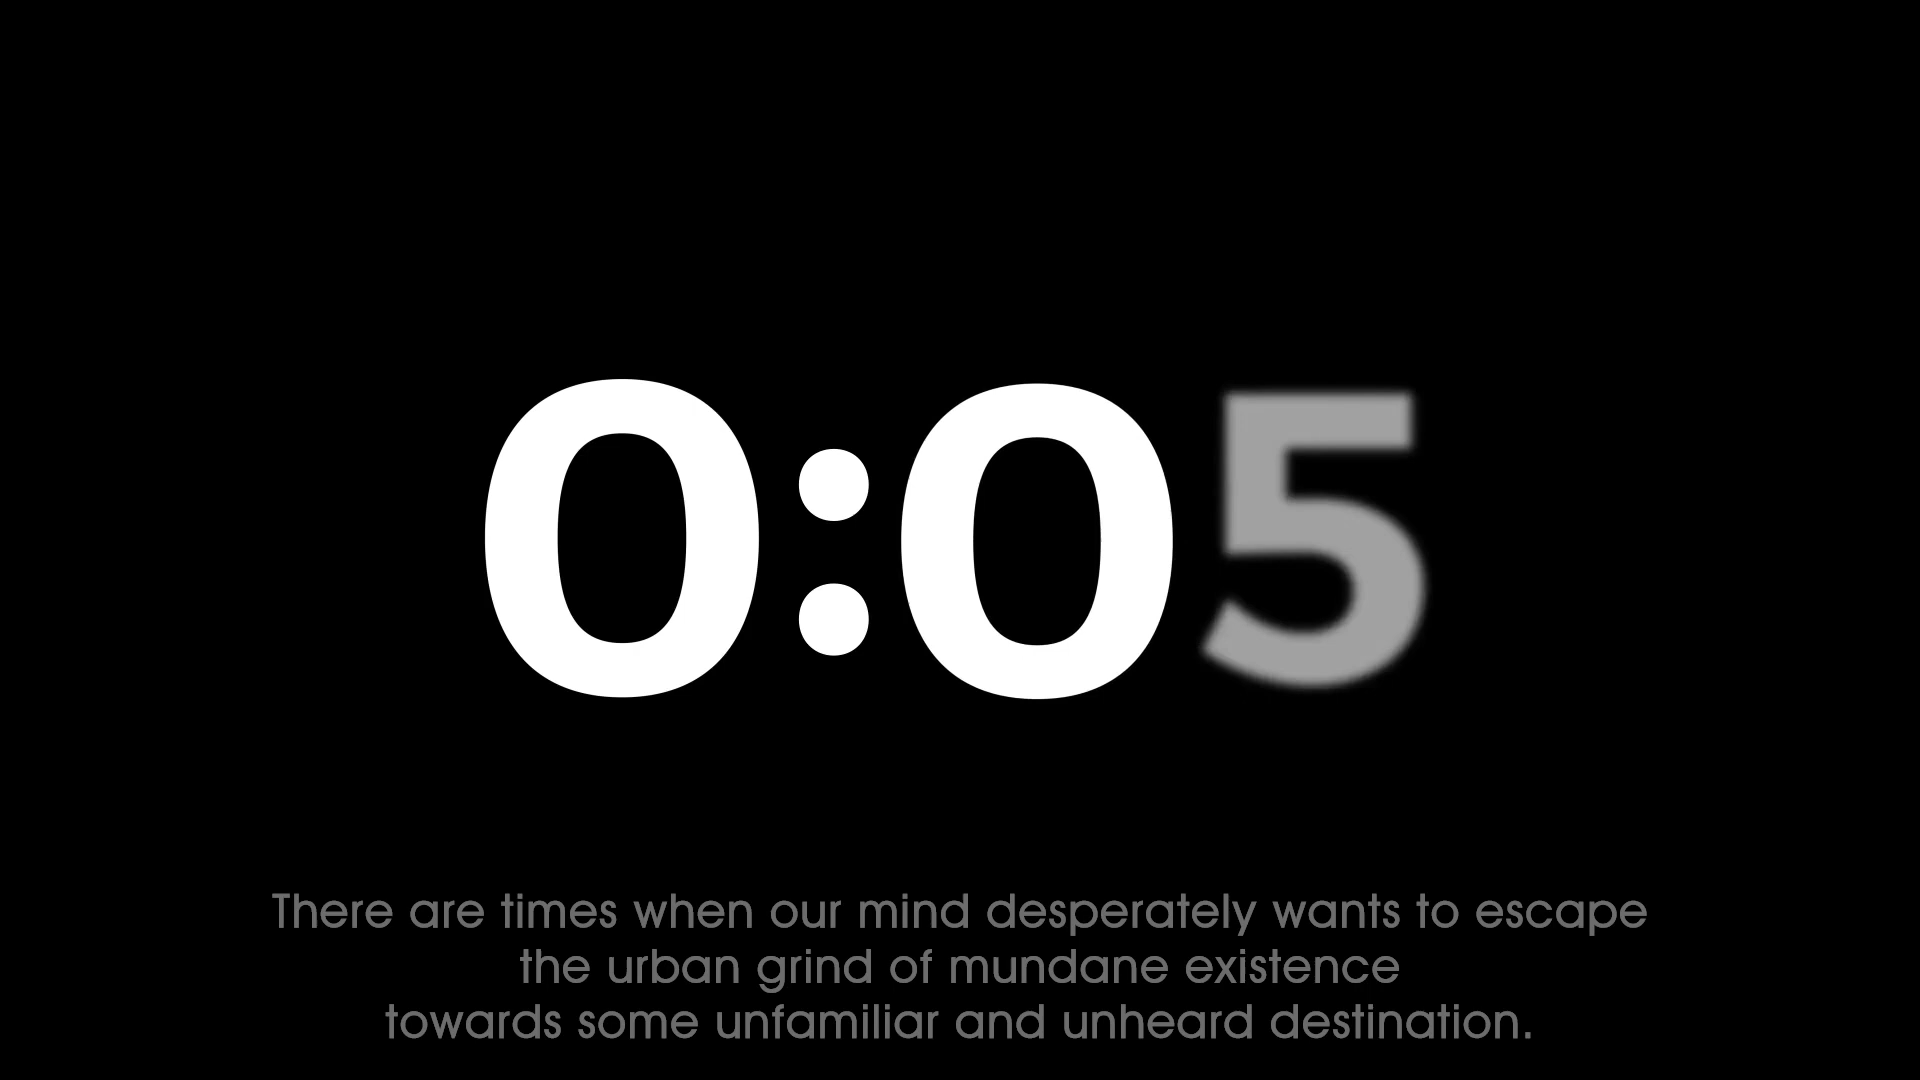 0:05
There are times when our mind desperately wants to escape
the urban grind of mundane existence
towards some unfamiliar and unheard destination.